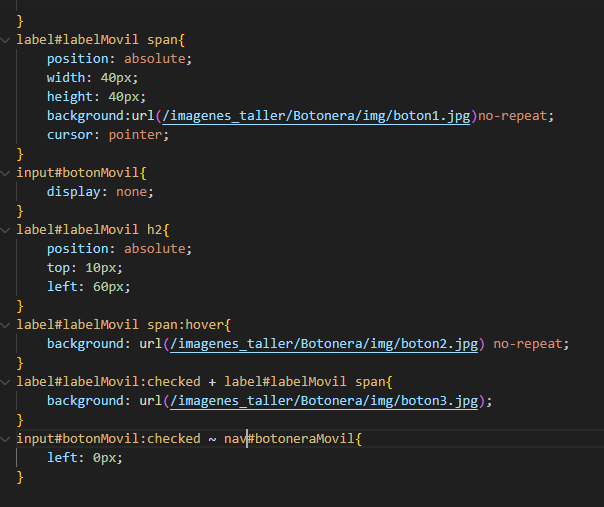 }
label#labelMovil span{
position: absolute;
width: 40px;
height: 40px;
background:url(/imagenes_taller/Botonera/img/boton1.jpg)no-repeat;
cursor: pointer;
}
input#botonMovil{
display: none;
}
label#labelMovil h2{
position: absolute;
top: 10px;
left: 60px;
}
label#labelMovil span:hover{
background: url(/imagenes_taller/Botonera/img/boton2.jpg) no-repeat;
}
label#labelMovil:checked + label#labelMovil span{
background: url(/imagenes_taller/Botonera/img/boton3.jpg);
}
input#botonMovil:checked ~ nav#botoneraMovil{
left: 0px;
}